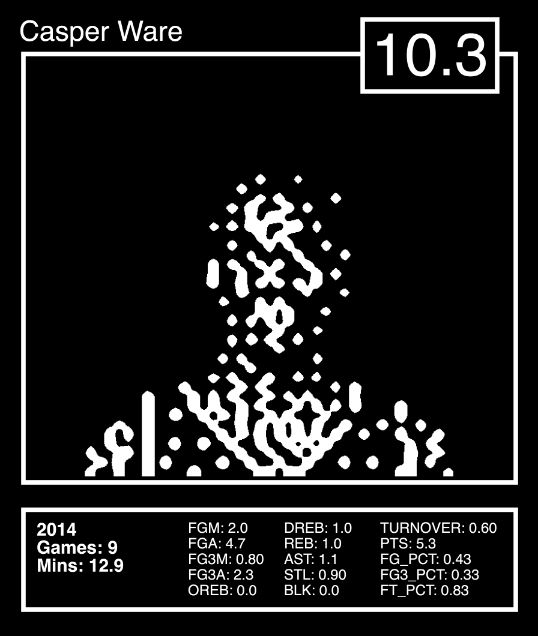 Casper Ware
10.3
2014
Games: 9
Mins: 12.9
FGM: 2.0
FGA: 4.7
FG3M: 0.80
FG3A: 2.3
OREB: 0.0
DREB: 1.0
REB: 1.0
AST: 1.1
STL: 0.90
BLK: 0.0
TURNOVER: 0.60
PTS: 5.3
FG_PCT: 0.43
FG3_PCT: 0.33
FT_PCT: 0.83